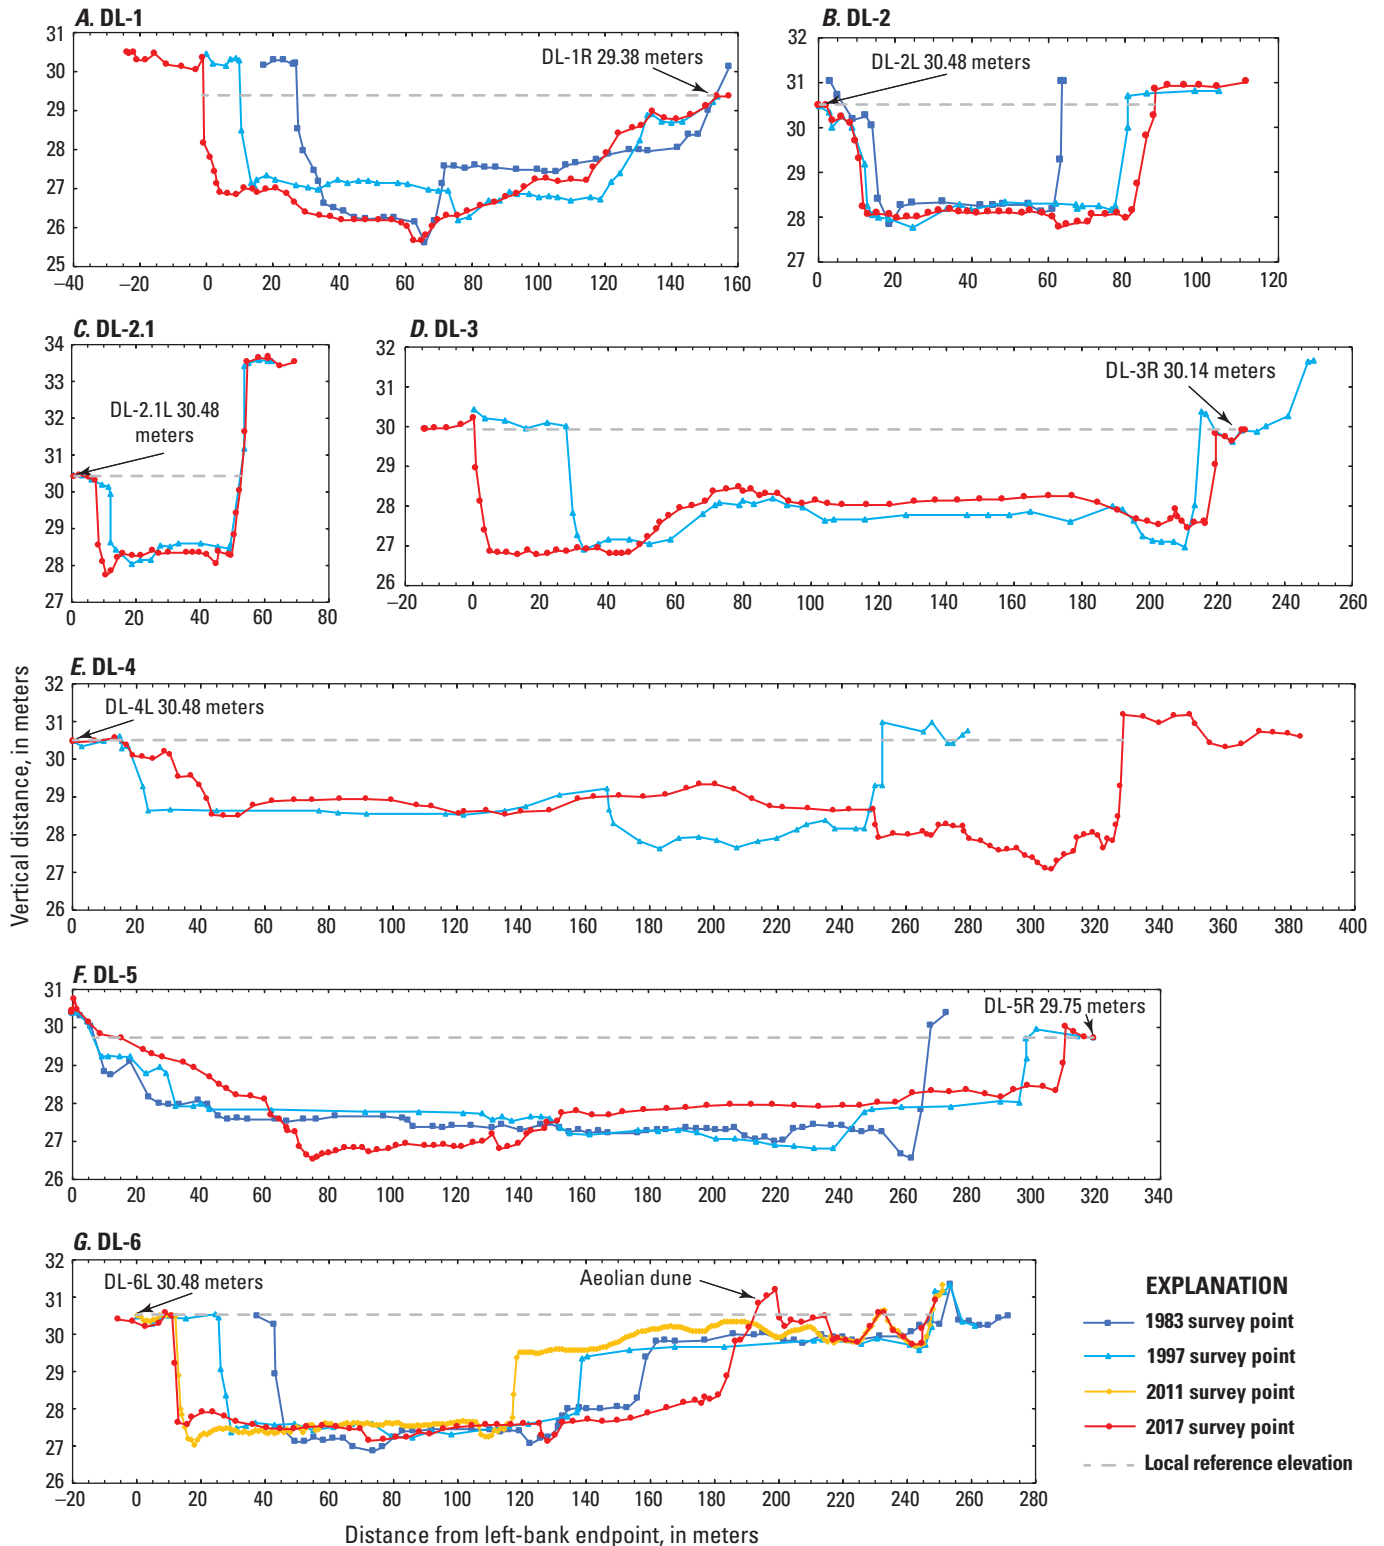 A. DL-1
31
30
29
28
27
26
25
–40 –20 0 20 40 60 80 100 120 140 160
DL-1R 29.38 meters
B. DL-2
32
31
30
29
28
27
0 20 40 60 80 100 120
DL-2L 30.48 meters
C. DL-2.1
34
33
32
31
30
29
28
27
0 20 40 60 80
DL-2.1L 30.48
meters
D. DL-3
32
31
30
29
28
27
26
–20 0 20 40 60 80 100 120 140 160 180 200 220 240 260
DL-3R 30.14 meters
Vertical distance, in meters
E. DL-4
32
31
30
29
28
27
26
0 20 40 60 80 100 120 140 160 180 200 220 240 260 280 300 320 340 360 380 400
DL-4L 30.48 meters
F. DL-5
31
30
29
28
27
26
0 20 40 60 80 100 120 140 160 180 200 220 240 260 280 300 320 340
DL-5R 29.75 meters
G. DL-6
32
31
30
29
28
27
26
–20 0 20 40 60 80 100 120 140 160 180 200 220 240 260 280
DL-6L 30.48 meters
Aeolian dune
Distance from left-bank endpoint, in meters
EXPLANATION
1983 survey point
1997 survey point
2011 survey point
2017 survey point
Local reference elevation